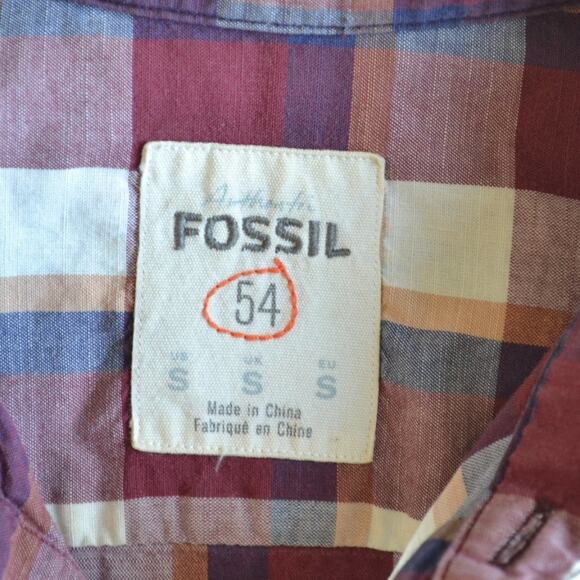 Authentic
FOSSIL
54
US UK EU
S S S
Made in China
Fabriqué en Chine